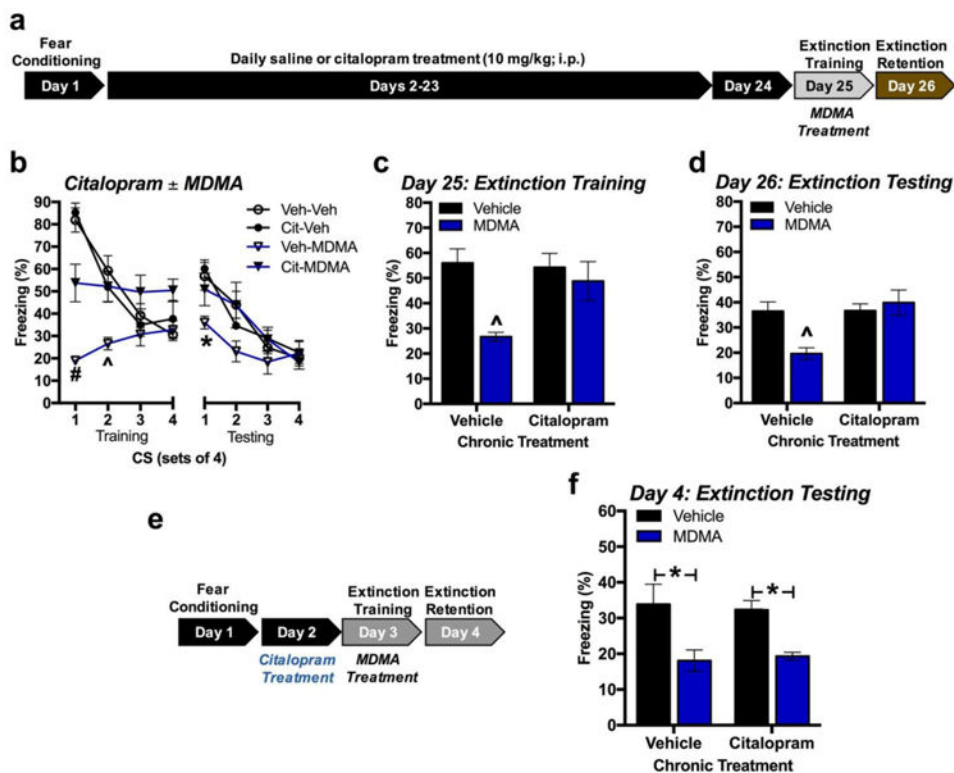 a
Fear
Conditioning
Daily saline or citalopram treatment (10 mg/kg; i.p.)
Extinction
Training
Extinction
Retention
Day 1
Days 2-23
Day 24
Day 25
Day 26
MDMA
Treatment
b
Citalopram ± MDMA
Freezing (%)
90
80
70
60
50
40
30
20
10
0
Veh-Veh
Cit-Veh
Veh-MDMA
Cit-MDMA
#
^
*
1 2 3 4
1 2 3 4
Training
Testing
CS (sets of 4)
c
Day 25: Extinction Training
Vehicle
MDMA
Freezing (%)
90
80
70
60
50
40
30
20
10
0
^
Vehicle
Citalopram
Chronic Treatment
d
Day 26: Extinction Testing
Vehicle
MDMA
Freezing (%)
90
80
70
60
50
40
30
20
10
0
^
Vehicle
Citalopram
Chronic Treatment
e
Fear
Conditioning
Extinction
Training
Extinction
Retention
Day 1
Day 2
Day 3
Day 4
Citalopram
Treatment
MDMA
Treatment
f
Day 4: Extinction Testing
Vehicle
MDMA
Freezing (%)
60
50
40
30
20
10
0
*
*
Vehicle
Citalopram
Chronic Treatment